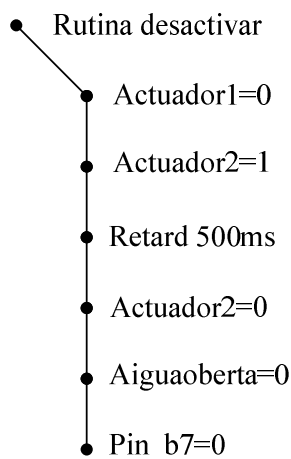 Rutina desactivar
Actuador1=0
Actuador2=1
Retard 500ms
Actuador2=0
Aiguaoberta=0
Pin b7=0